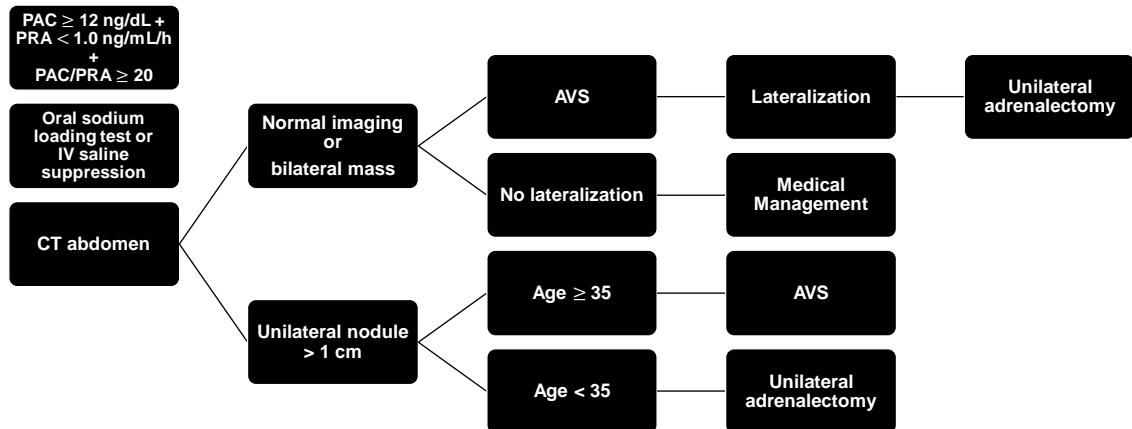 PAC ≥ 12 ng/dL +
PRA < 1.0 ng/mL/h
+
PAC/PRA ≥ 20
Oral sodium
loading test or
IV saline
suppression
CT abdomen
Normal imaging
or
bilateral mass
Unilateral nodule
> 1 cm
AVS
No lateralization
Age ≥ 35
Age < 35
Lateralization
Medical
Management
AVS
Unilateral
adrenalectomy
Unilateral
adrenalectomy